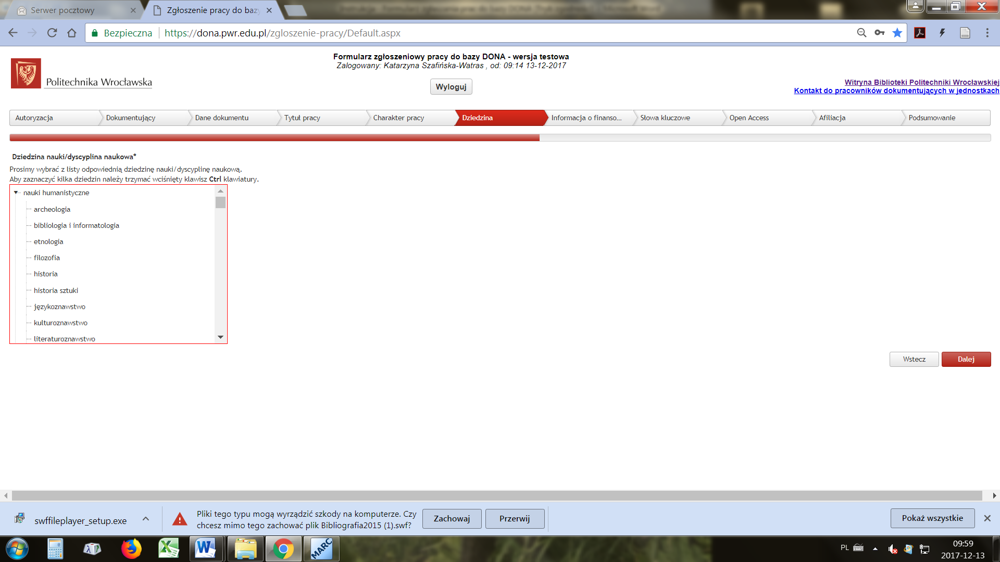 Serwer pocztowy
Zgłoszenie pracy do bazy
Bezpieczna
https://dona.pwr.edu.pl/zgloszenie-pracy/Default.aspx
Formularz zgłoszeniowy pracy do bazy DONA - wersja testowa
Zalogowany: Katarzyna Szafińska-Watras , od: 09:14 13-12-2017
Politechnika Wrocławska
Wyloguj
Witryna Biblioteki Politechniki Wrocławskiej
Kontakt do pracowników dokumentujących w jednostkach
Autoryzacja
Dokumentujący
Dane dokumentu
Tytuł pracy
Charakter pracy
Dziedzina
Informacja o finanso...
Słowa kluczowe
Open Access
Afiliacja
Podsumowanie
Dziedzina nauki/dyscyplina naukowa*
Prosimy wybrać z listy odpowiednią dziedzinę nauki/dyscyplinę naukową.
Aby zaznaczyć kilka dziedzin należy trzymać wciśnięty klawisz Ctrl klawiatury.
nauki humanistyczne
archeologia
bibliologia i informatologia
etnologia
filozofia
historia
historia sztuki
językoznawstwo
kulturoznawstwo
literaturoznawstwo
Wstecz
Dalej
swffileplayer_setup.exe
Pliki tego typu mogą wyrządzić szkody na komputerze. Czy
chcesz mimo tego zachować plik Bibliografia2015 (1).swf?
Zachowaj
Przerwij
Pokaż wszystkie
MARC
PL
09:59
2017-12-13